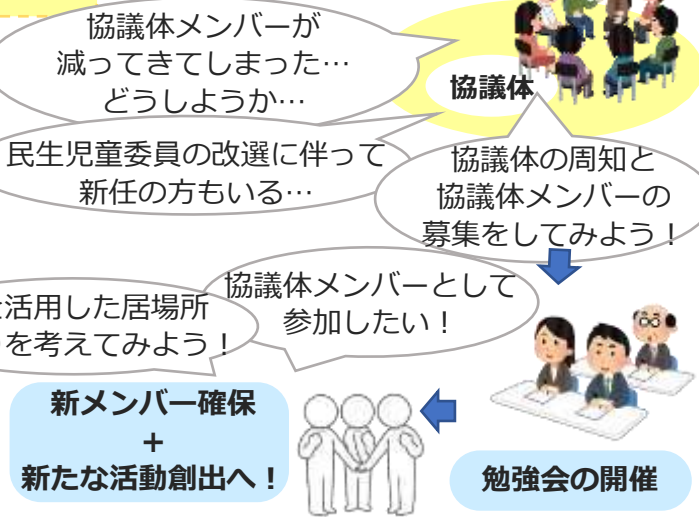 協議体メンバーが
減ってきてしまった…
どうしようか…
協議体
民生児童委員の改選に伴って
新任の方もいる…
協議体の周知と
協議体メンバーの
募集をしてみよう！
協議体メンバーとして
参加したい！
活用した居場所
を考えてみよう！
新メンバー確保
＋
新たな活動創出へ！
勉強会の開催